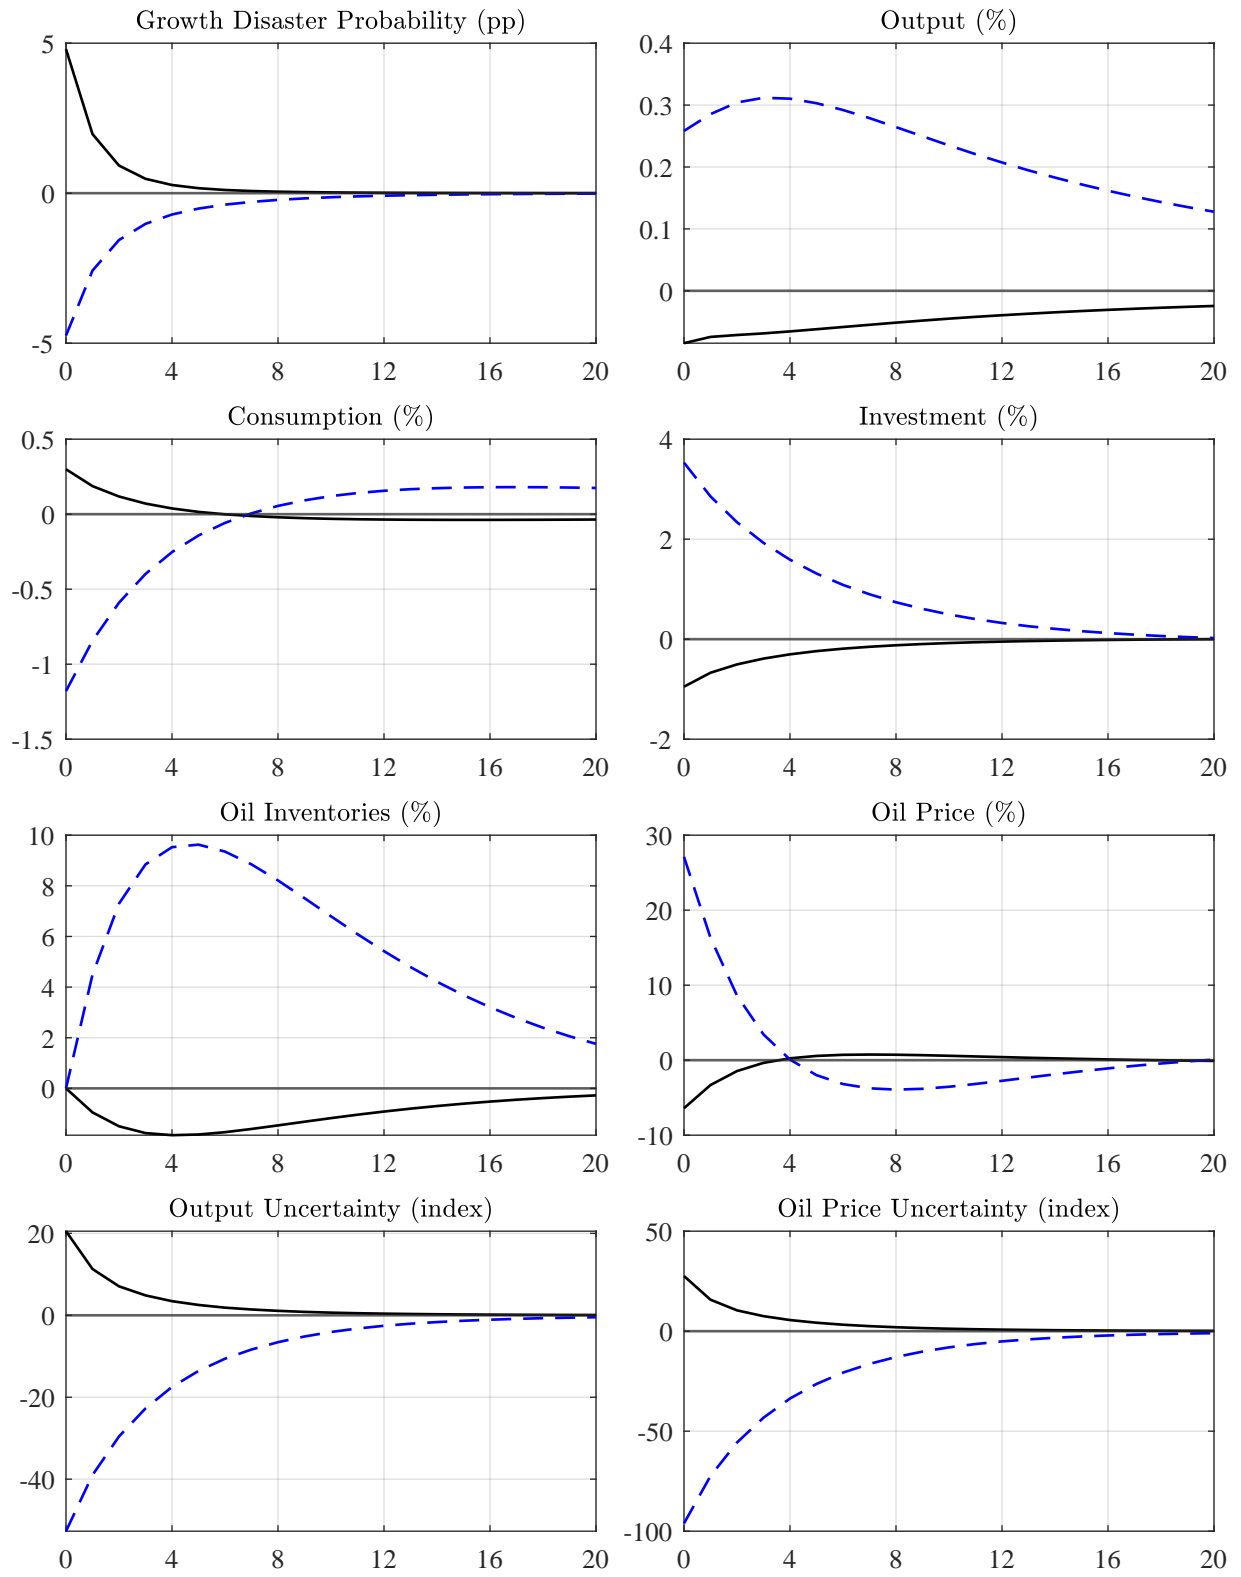 Growth Disaster Probability (pp)
5
0
-5
0 4 8 12 16 20
Output (%)
0.4
0.3
0.2
0.1
0
0 4 8 12 16 20
Consumption (%)
0.5
0
-0.5
-1
-1.5
0 4 8 12 16 20
Investment (%)
4
2
0
-2
0 4 8 12 16 20
Oil Inventories (%)
10
8
6
4
2
0
0 4 8 12 16 20
Oil Price (%)
30
20
10
0
-10
0 4 8 12 16 20
Output Uncertainty (index)
20
0
-20
-40
0 4 8 12 16 20
Oil Price Uncertainty (index)
50
0
-50
-100
0 4 8 12 16 20